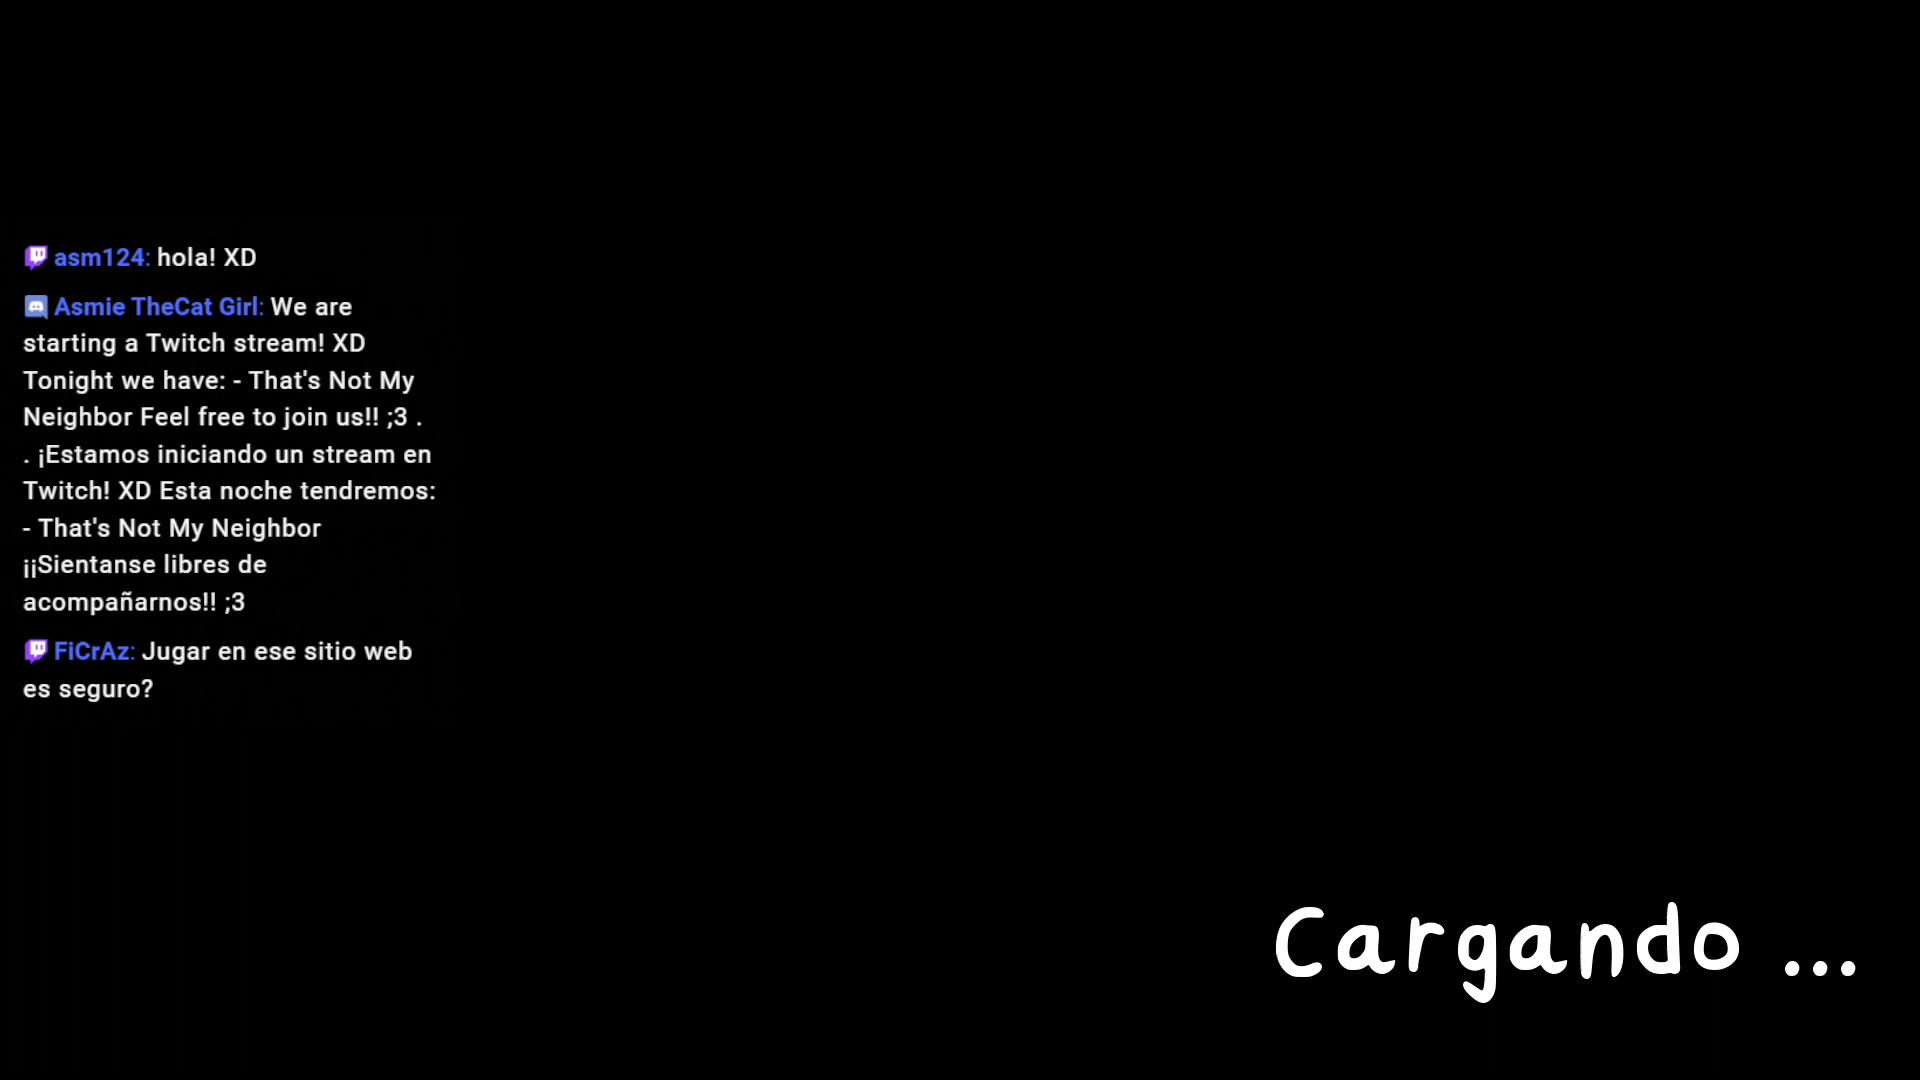 asm124: hola! XD
Asmie TheCat Girl: We are
starting a Twitch stream! XD
Tonight we have: - That's Not My
Neighbor Feel free to join us!! ;3 .
. ¡Estamos iniciando un stream en
Twitch! XD Esta noche tendremos:
- That's Not My Neighbor
¡¡Sientanse libres de
acompañarnos!! ;3
FiCrAz: Jugar en ese sitio web
es seguro?
Cargando ...